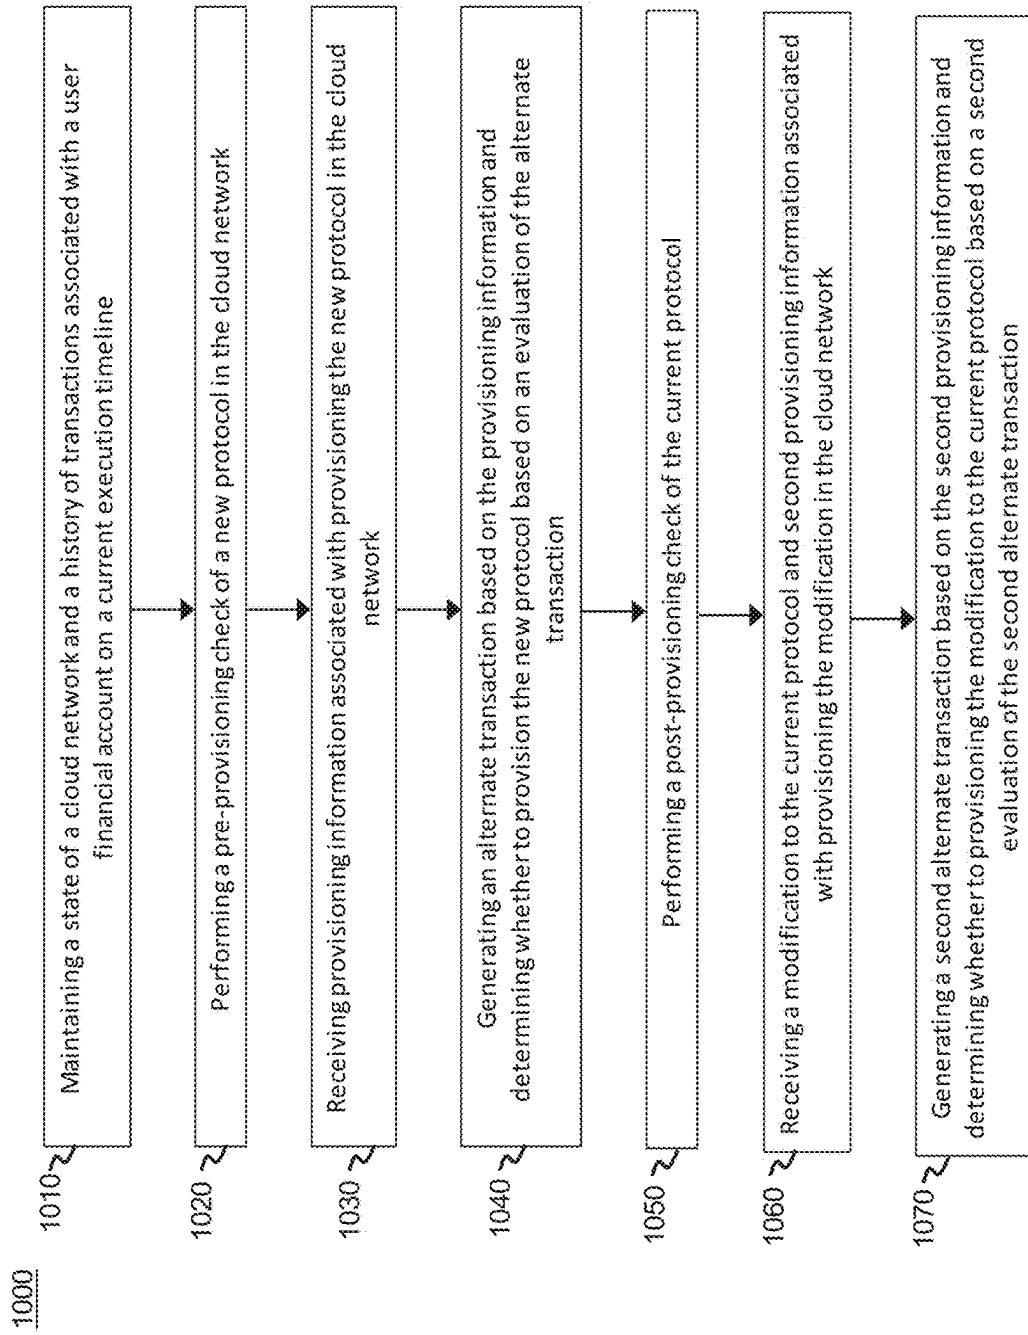 1000
1010
Maintaining a state of a cloud network and a history of transactions associated with a user
financial account on a current execution timeline
1020
Performing a pre-provisioning check of a new protocol in the cloud network
1030
Receiving provisioning information associated with provisioning the new protocol in the cloud
network
1040
Generating an alternate transaction based on the provisioning information and
determining whether to provision the new protocol based on an evaluation of the alternate
transaction
1050
Performing a post-provisioning check of the current protocol
1060
Receiving a modification to the current protocol and second provisioning information associated
with provisioning the modification in the cloud network
1070
Generating a second alternate transaction based on the second provisioning information and
determining whether to provisioning the modification to the current protocol based on a second
evaluation of the second alternate transaction